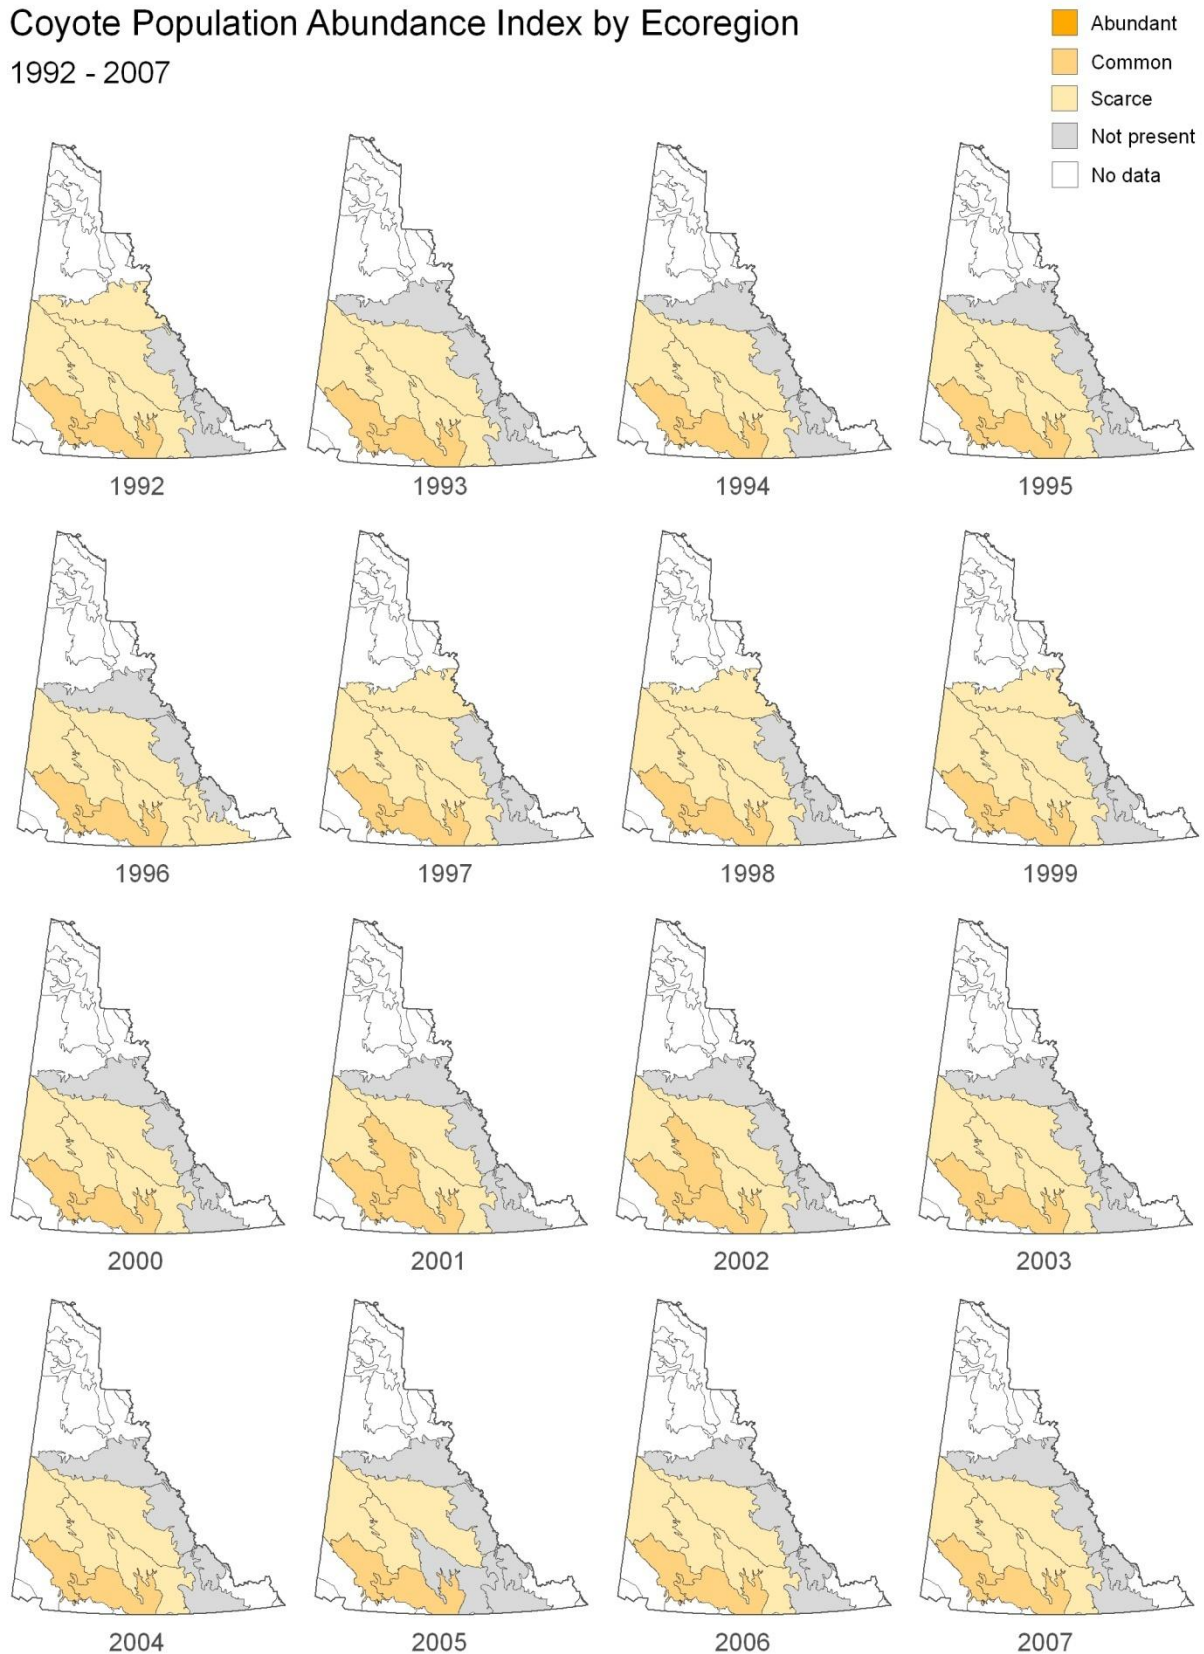 Coyote Population Abundance Index by Ecoregion
1992 - 2007
Abundant
Common
Scarce
Not present
No data
1992
1993
1994
1995
1996
1997
1998
1999
2000
2001
2002
2003
2004
2005
2006
2007